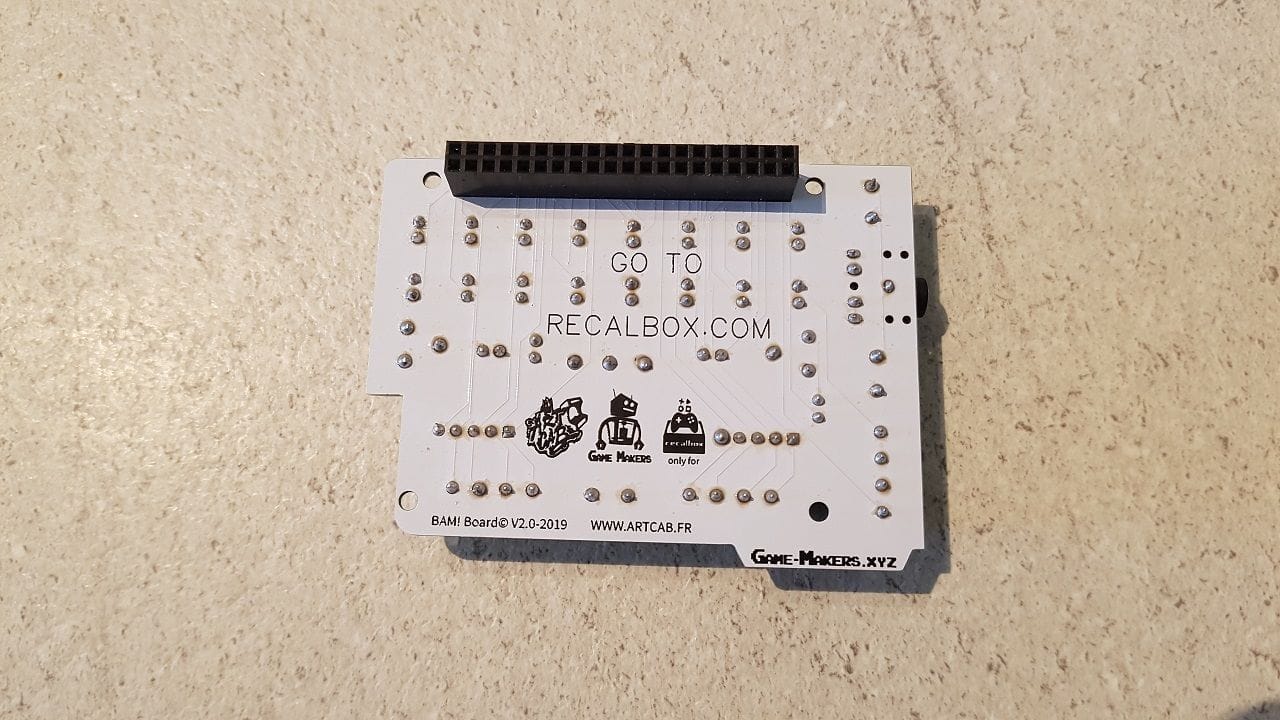 GO TO
RECALBOX.COM
GAME MAKERS
recalbox
only for
BAM! Board© V2.0-2019 WWW.ARTCAB.FR
GAME-MAKERS.XYZ